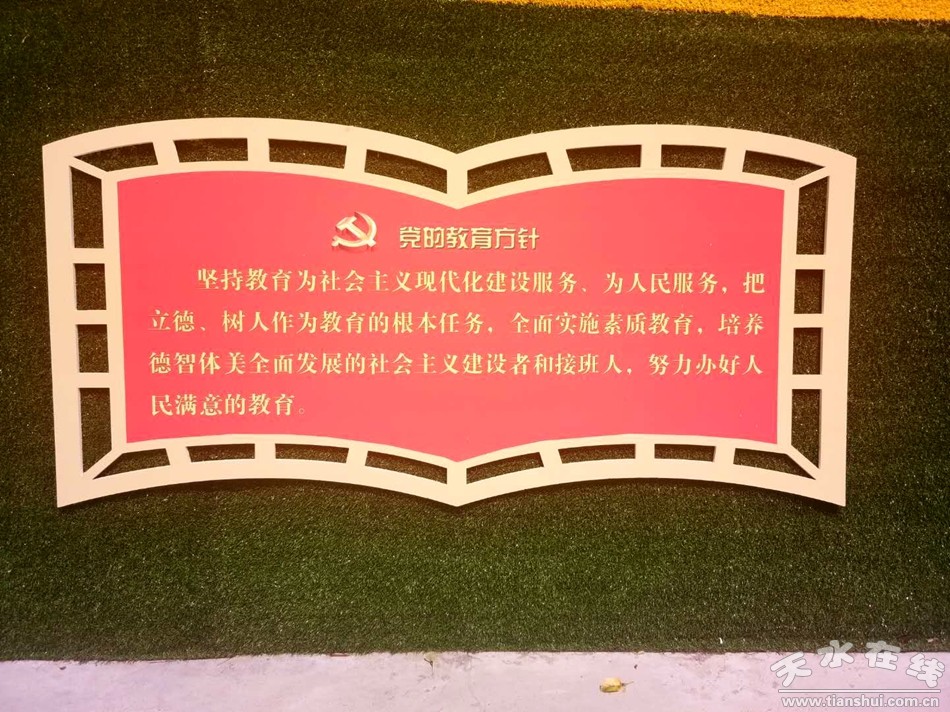 党的教育方针
坚持教育为社会主义现代化建设服务、为人民服务，把
立德、树人作为教育的根本任务，全面实施素质教育，培养
德智体美全面发展的社会主义建设者和接班人，努力办好人
民满意的教育。
天水在线
www.tianshui.com.cn